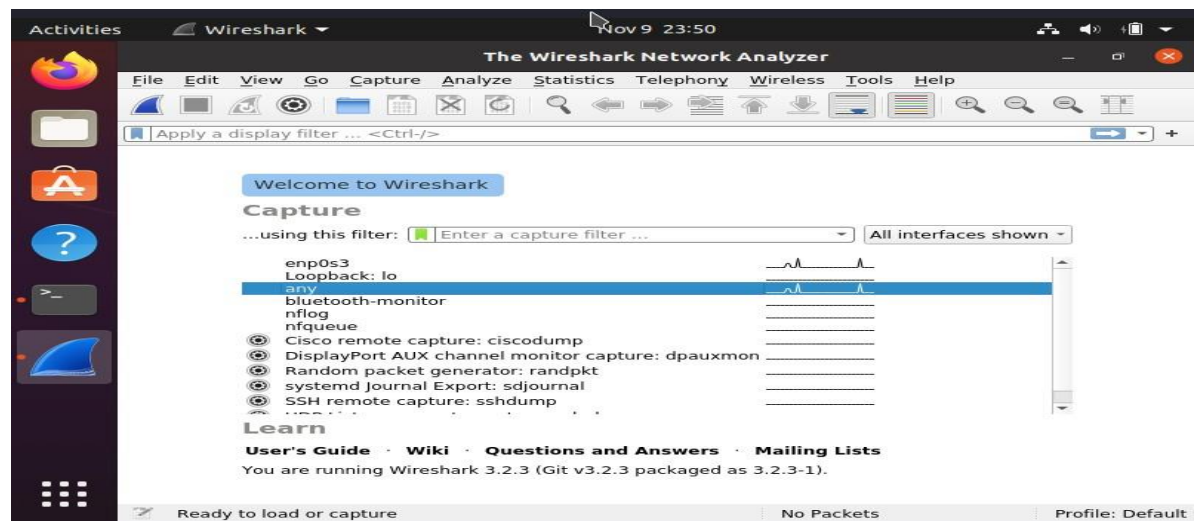 Activities Wireshark Nov 9 23:50
The Wireshark Network Analyzer
File Edit View Go Capture Analyze Statistics Telephony Wireless Tools Help
Apply a display filter ... <Ctrl-/> +
Welcome to Wireshark
Capture
...using this filter: Enter a capture filter ... All interfaces shown
enp0s3
Loopback: lo
any
bluetooth-monitor
nflog
nfqueue
Cisco remote capture: ciscodump
DisplayPort AUX channel monitor capture: dpauxmon
Random packet generator: randpkt
systemd Journal Export: sdjournal
SSH remote capture: sshdump
Learn
User's Guide · Wiki · Questions and Answers · Mailing Lists
You are running Wireshark 3.2.3 (Git v3.2.3 packaged as 3.2.3-1).
Ready to load or capture No Packets Profile: Default